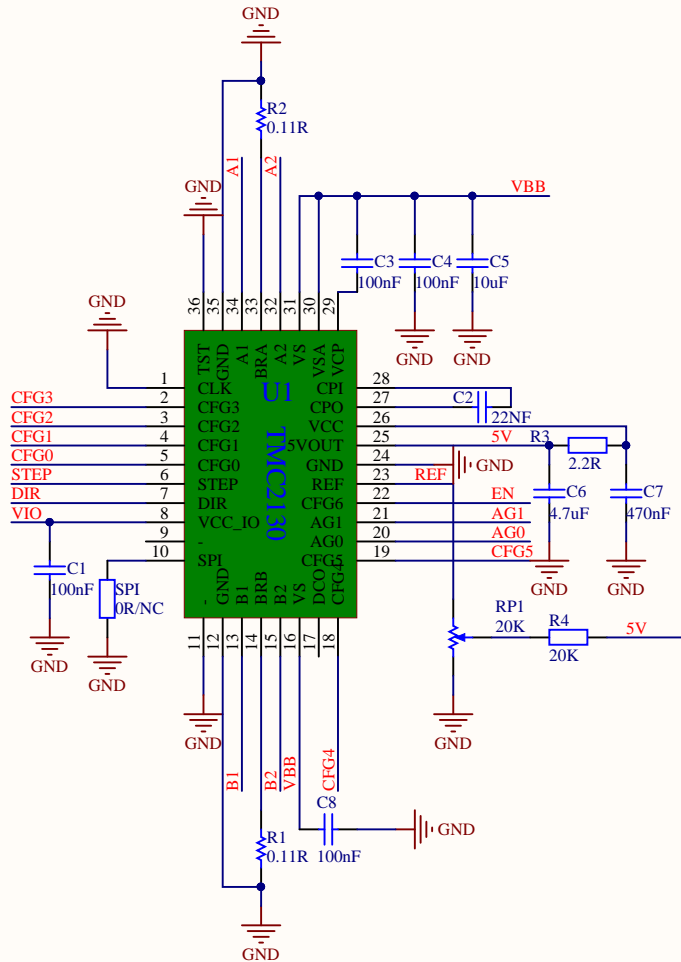 GND
R2
0.11R
A1
A2
GND
VBB
C3
100nF
C4
100nF
C5
10uF
36
35
34
33
32
31
30
29
GND
GND
GND
TST
GND
A1
BRA
A2
VS
VSA
VCP
U1
TMC2130
1
CLK
CPI
28
CFG3
2
CFG3
CPO
27
C2
22NF
CFG2
3
CFG2
VCC
26
CFG1
4
CFG1
5VOUT
25
5V
R3
2.2R
CFG0
5
CFG0
GND
24
GND
STEP
6
STEP
REF
23
REF
DIR
7
DIR
CFG6
22
EN
VIO
8
VCC_IO
AG1
21
AG1
9
-
AG0
20
AG0
10
SPI
CFG5
19
CFG5
C6
4.7uF
C7
470nF
GND
GND
C1
100nF
GND
SPI
0R/NC
GND
-
GND
B1
BRB
B2
VS
DCO
CFG4
11
12
13
14
15
16
17
18
RP1
20K
R4
20K
5V
GND
GND
B1
B2
VBB
CFG4
C8
100nF
GND
R1
0.11R
GND